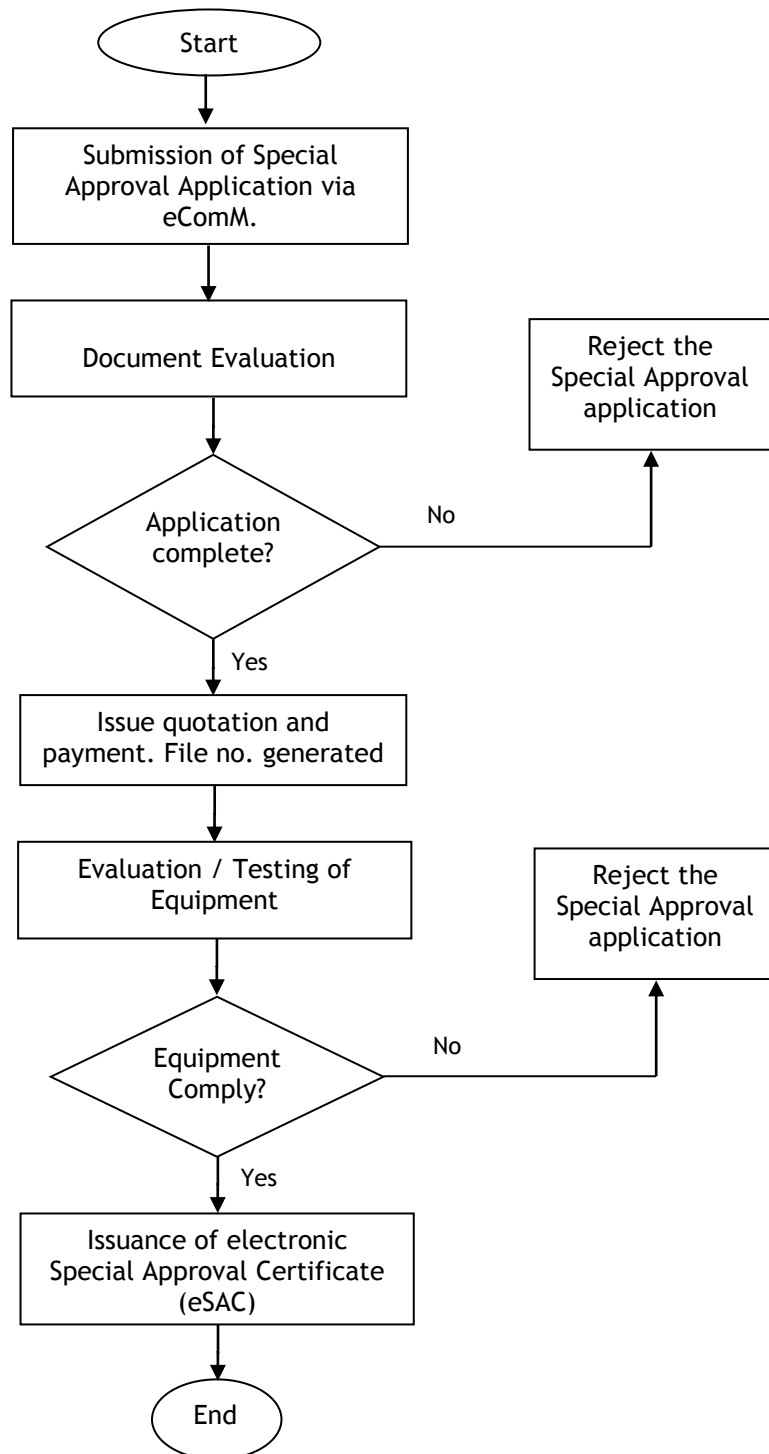 Start
Submission of Special
Approval Application via
eComM.
Document Evaluation
Reject the
Special Approval
application
Application
complete?
No
Yes
Issue quotation and
payment. File no. generated
Evaluation / Testing of
Equipment
Reject the
Special Approval
application
Equipment
Comply?
No
Yes
Issuance of electronic
Special Approval Certificate
(eSAC)
End